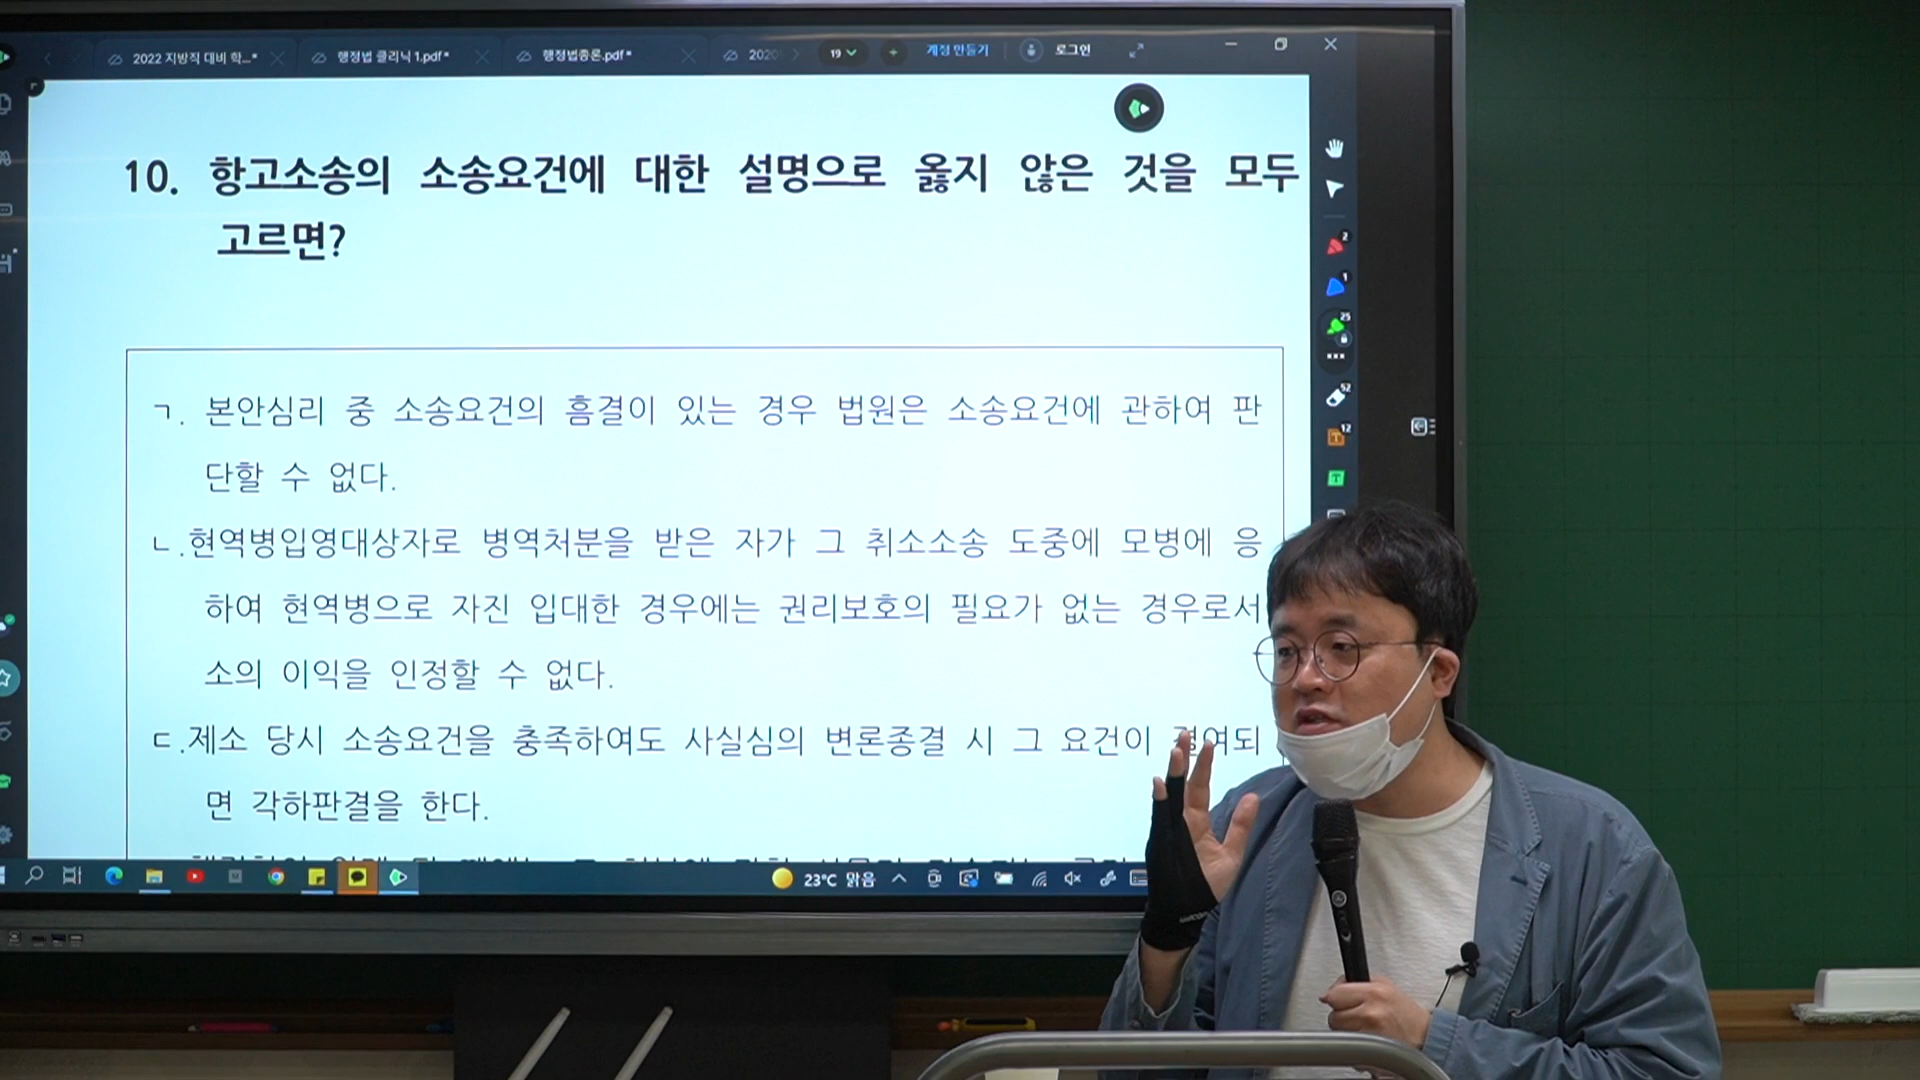 2022 지방직 대비 학...* 행정법 클리닉 1.pdf* 행정법총론.pdf* 2020 19 계정 만들기 로그인
10. 항고소송의 소송요건에 대한 설명으로 옳지 않은 것을 모두
고르면?
ㄱ. 본안심리 중 소송요건의 흠결이 있는 경우 법원은 소송요건에 관하여 판
단할 수 없다.
ㄴ.현역병입영대상자로 병역처분을 받은 자가 그 취소소송 도중에 모병에 응
하여 현역병으로 자진 입대한 경우에는 권리보호의 필요가 없는 경우로서
소의 이익을 인정할 수 없다.
ㄷ.제소 당시 소송요건을 충족하여도 사실심의 변론종결 시 그 요건이 결여되
면 각하판결을 한다.
2
1
25
52
12
23°C 맑음